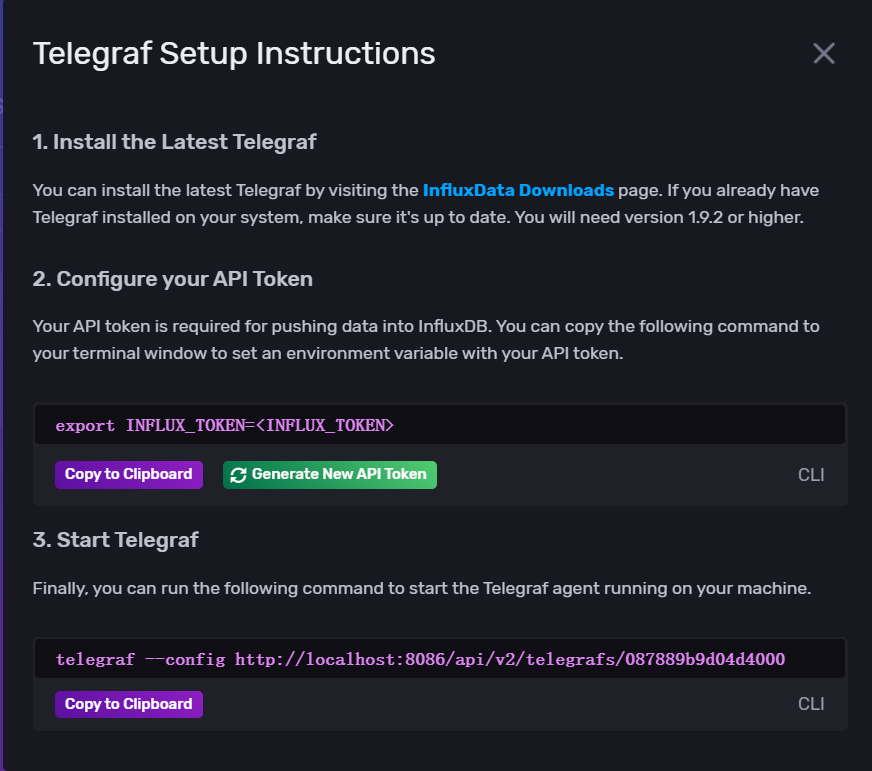 Telegraf Setup Instructions
1. Install the Latest Telegraf
You can install the latest Telegraf by visiting the InfluxData Downloads page. If you already have
Telegraf installed on your system, make sure it's up to date. You will need version 1.9.2 or higher.
2. Configure your API Token
Your API token is required for pushing data into InfluxDB. You can copy the following command to
your terminal window to set an environment variable with your API token.
export INFLUX_TOKEN=<INFLUX_TOKEN>
Copy to Clipboard Generate New API Token CLI
3. Start Telegraf
Finally, you can run the following command to start the Telegraf agent running on your machine.
telegraf --config http://localhost:8086/api/v2/telegrafs/087889b9d04d4000
Copy to Clipboard CLI